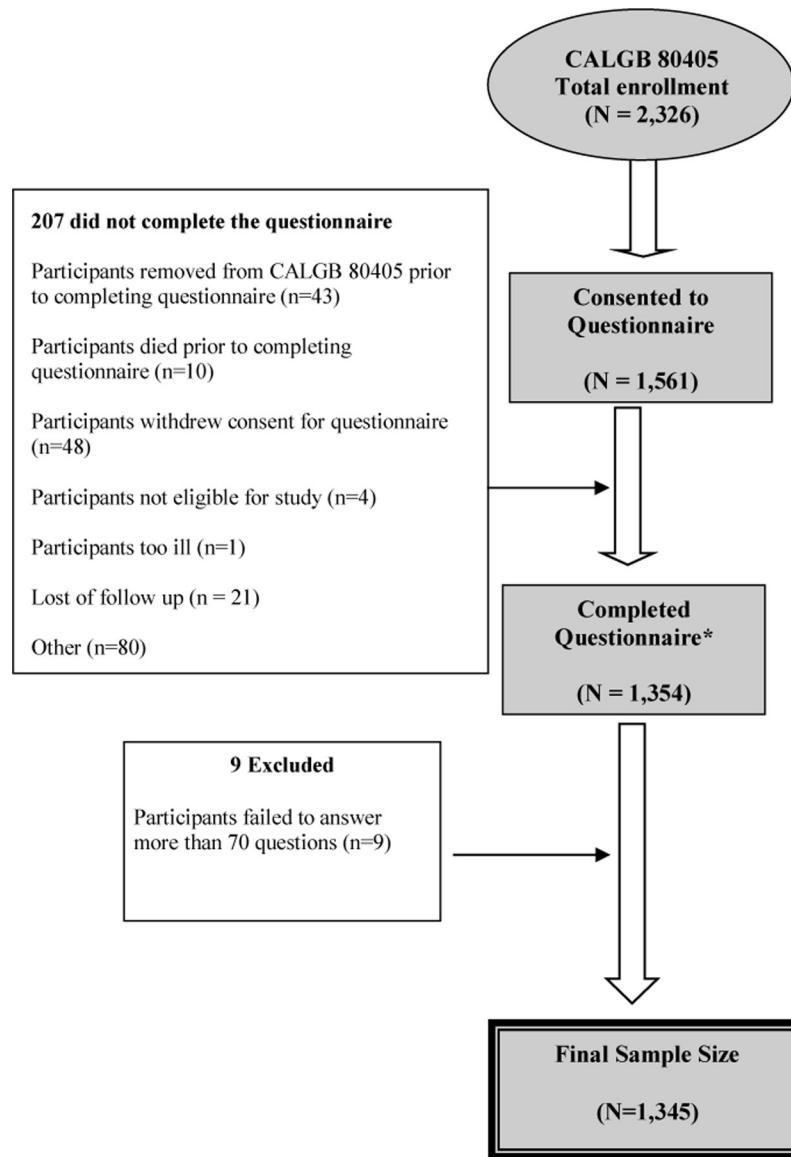 CALGB 80405
Total enrollment
(N = 2,326)
207 did not complete the questionnaire
Participants removed from CALGB 80405 prior
to completing questionnaire (n=43)
Participants died prior to completing
questionnaire (n=10)
Participants withdrew consent for questionnaire
(n=48)
Participants not eligible for study (n=4)
Participants too ill (n=1)
Lost of follow up (n = 21)
Other (n=80)
Consented to
Questionnaire
(N = 1,561)
Completed
Questionnaire*
(N = 1,354)
9 Excluded
Participants failed to answer
more than 70 questions (n=9)
Final Sample Size
(N=1,345)